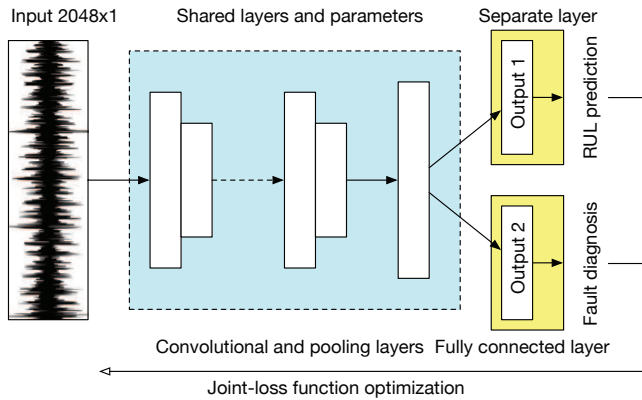 Input 2048x1
Shared layers and parameters
Separate layer
Output 1
RUL prediction
Output 2
Fault diagnosis
Convolutional and pooling layers
Fully connected layer
Joint-loss function optimization